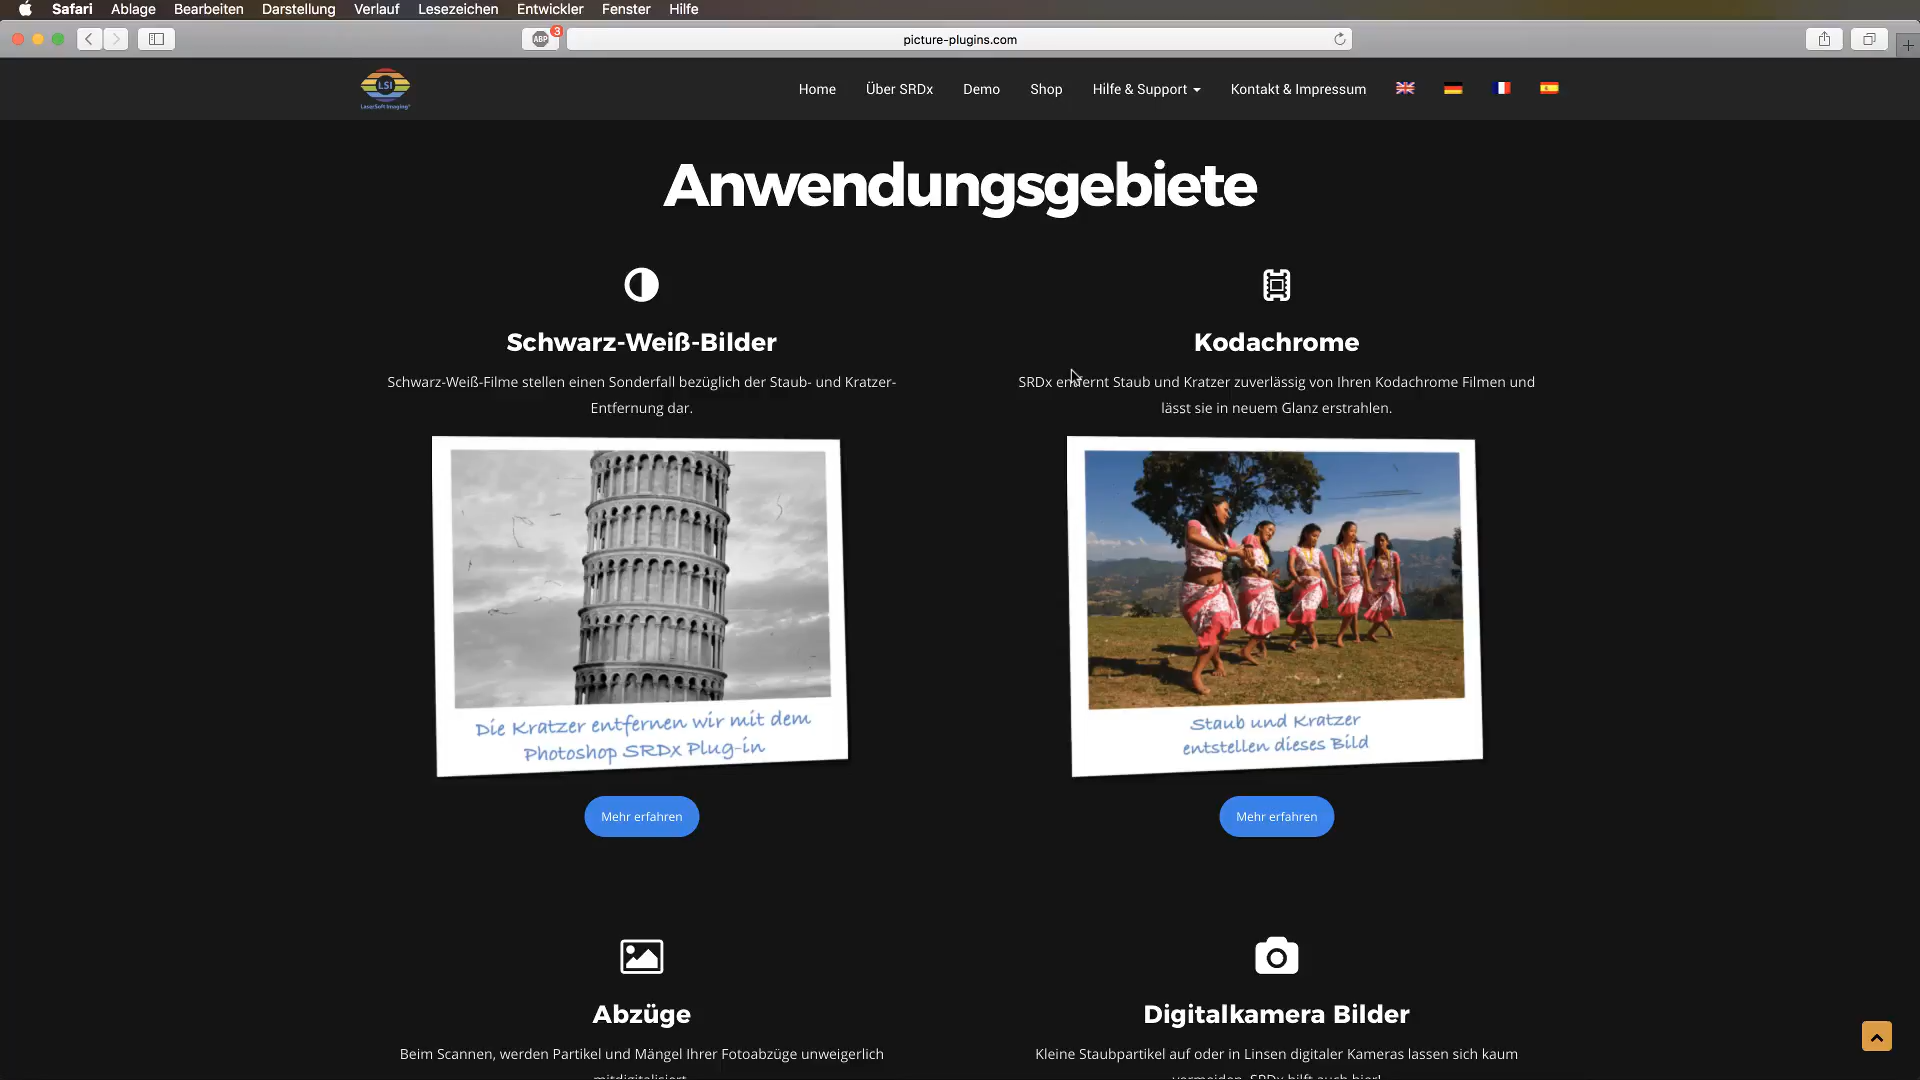 Safari Ablage Bearbeiten Darstellung Verlauf Lesezeichen Entwickler Fenster Hilfe
ABP 3
picture-plugins.com
LSI
LaserSoft Imaging
Home Über SRDx Demo Shop Hilfe & Support Kontakt & Impressum
Anwendungsgebiete
Schwarz-Weiß-Bilder
Schwarz-Weiß-Filme stellen einen Sonderfall bezüglich der Staub- und Kratzer-
Entfernung dar.
Die Kratzer entfernen wir mit dem
Photoshop SRDx Plug-in
Mehr erfahren
Kodachrome
SRDx entfernt Staub und Kratzer zuverlässig von Ihren Kodachrome Filmen und
lässt sie in neuem Glanz erstrahlen.
Staub und Kratzer
entstellen dieses Bild
Mehr erfahren
Abzüge
Beim Scannen, werden Partikel und Mängel Ihrer Fotoabzüge unweigerlich
mitdigitalisiert.
Digitalkamera Bilder
Kleine Staubpartikel auf oder in Linsen digitaler Kameras lassen sich kaum
vermeiden. SRDx hilft auch hier!